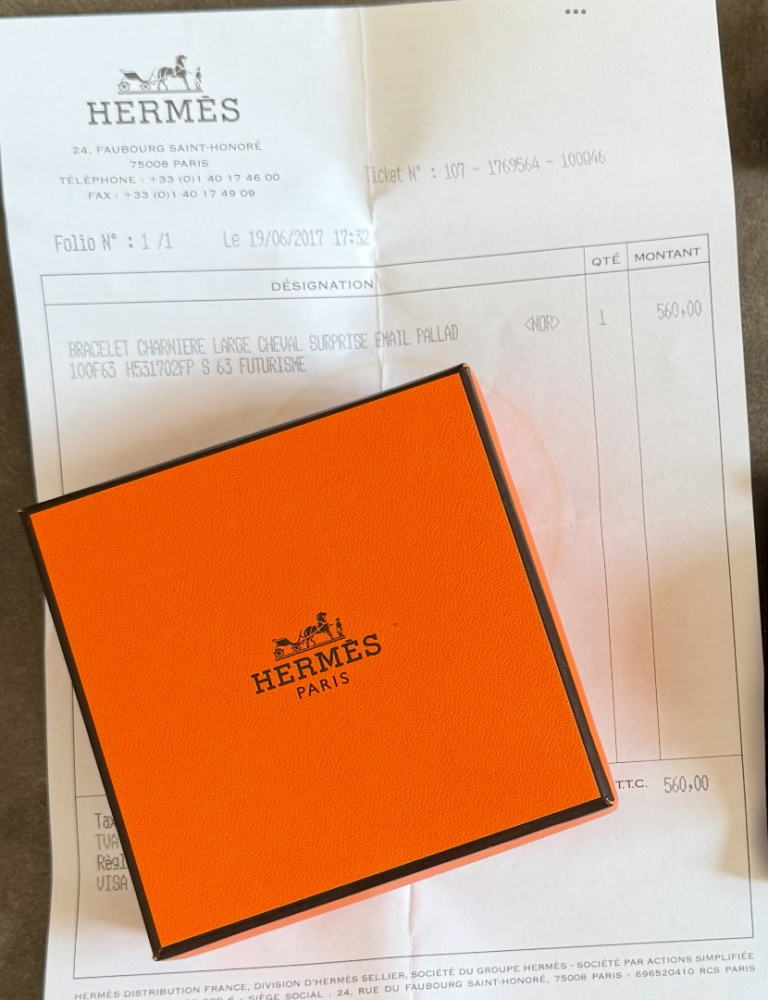 HERMÈS
24, FAUBOURG SAINT-HONORÉ
75008 PARIS
TÉLÉPHONE : +33 (0)1 40 17 46 00
FAX : +33 (0)1 40 17 49 09
Ticket N° : 107 - 1769564 - 100046
Folio N° : 1 /1 Le 19/06/2017 17:32
DÉSIGNATION QTÉ MONTANT
BRACELET CHARNIERE LARGE CHEVAL SURPRISE EMAIL PALLAD <NOR> 1 560,00
100F63 H531702FP S 63 FUTURISME
HERMÈS
PARIS
T.T.C. 560,00
TVA
VISA
HERMÈS DISTRIBUTION FRANCE, DIVISION D'HERMÈS SELLIER, SOCIÉTÉ DU GROUPE HERMÈS - SOCIÉTÉ PAR ACTIONS SIMPLIFIÉE
SIÈGE SOCIAL : 24, RUE DU FAUBOURG SAINT-HONORÉ, 75008 PARIS - 696520410 RCS PARIS